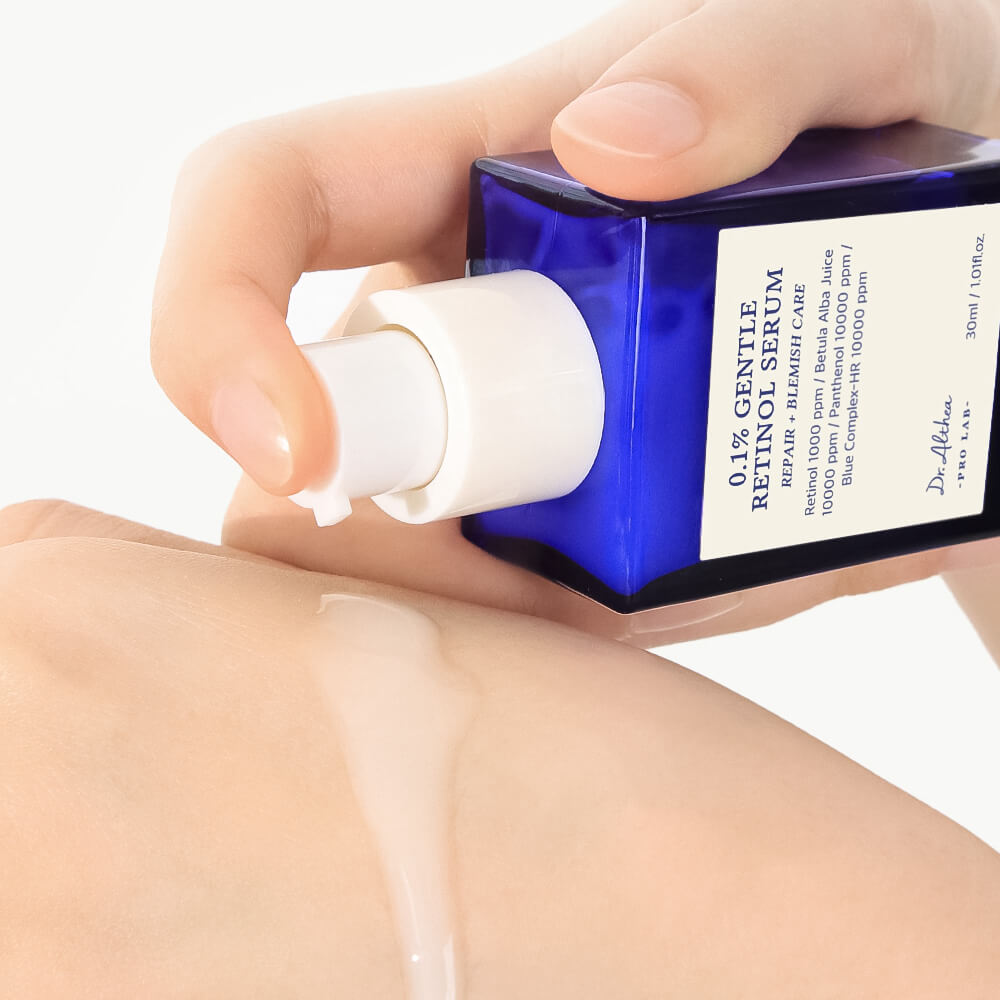 0.1% GENTLE
RETINOL SERUM
REPAIR + BLEMISH CARE
Retinol 1000 ppm / Betula Alba Juice
10000 ppm / Panthenol 10000 ppm /
Blue Complex-HR 10000 ppm
Dr. Althea
- PRO LAB -
30ml / 1.01fl.oz.